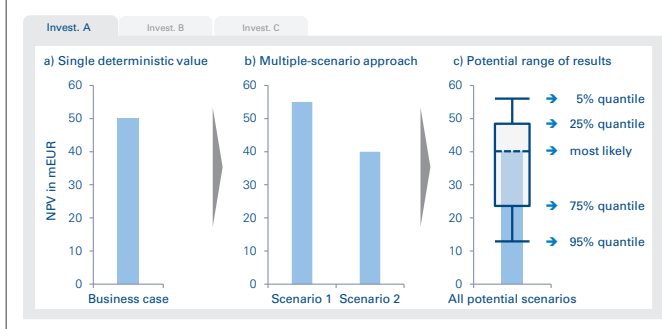 Invest. A Invest. B Invest. C
a) Single deterministic value
NPV in mEUR
60
50
40
30
20
10
0
Business case
b) Multiple-scenario approach
60
50
40
30
20
10
0
Scenario 1 Scenario 2
c) Potential range of results
60
50
40
30
20
10
0
5% quantile
25% quantile
most likely
75% quantile
95% quantile
All potential scenarios